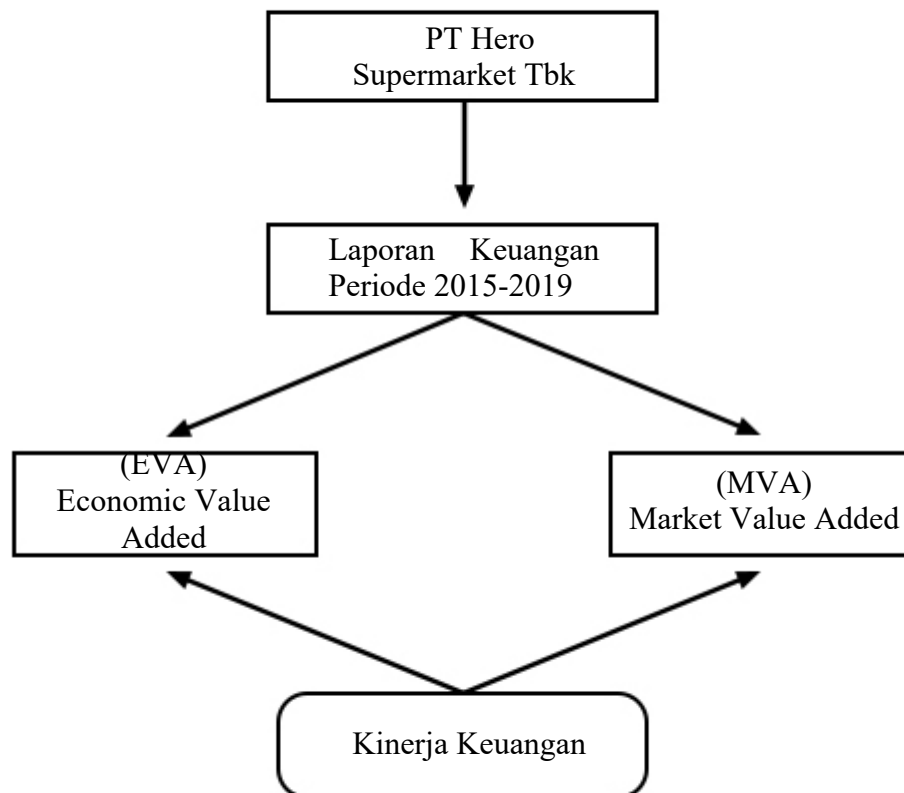 PT Hero
Supermarket Tbk
Laporan Keuangan
Periode 2015-2019
(EVA)
Economic Value
Added
(MVA)
Market Value Added
Kinerja Keuangan